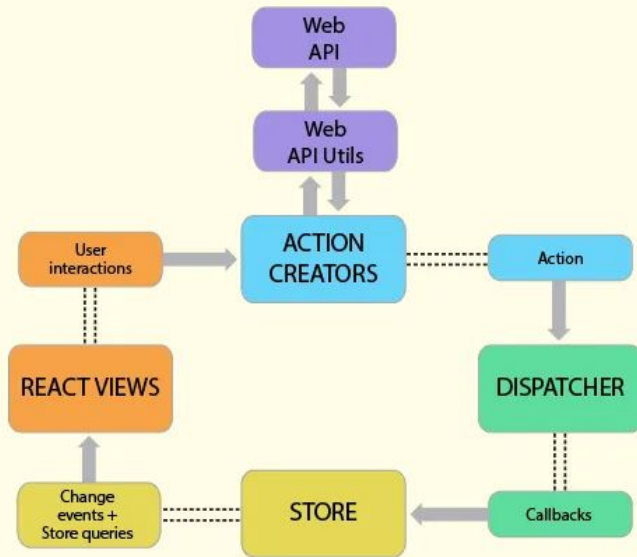 Web
API
Web
API Utils
User
interactions
ACTION
CREATORS
Action
REACT VIEWS
DISPATCHER
Change
events +
Store queries
STORE
Callbacks